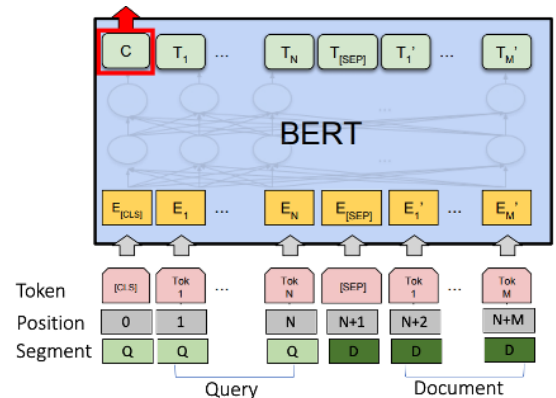 C T1 ... TN T[SEP] T1' ... TM'
...
BERT
...
E[CLS] E1 ... EN E[SEP] E1' ... EM'
Token [CLS] Tok 1 ... Tok N [SEP] Tok 1 ... Tok M
Position 0 1 N N+1 N+2 N+M
Segment Q Q Q D D D
Query Document